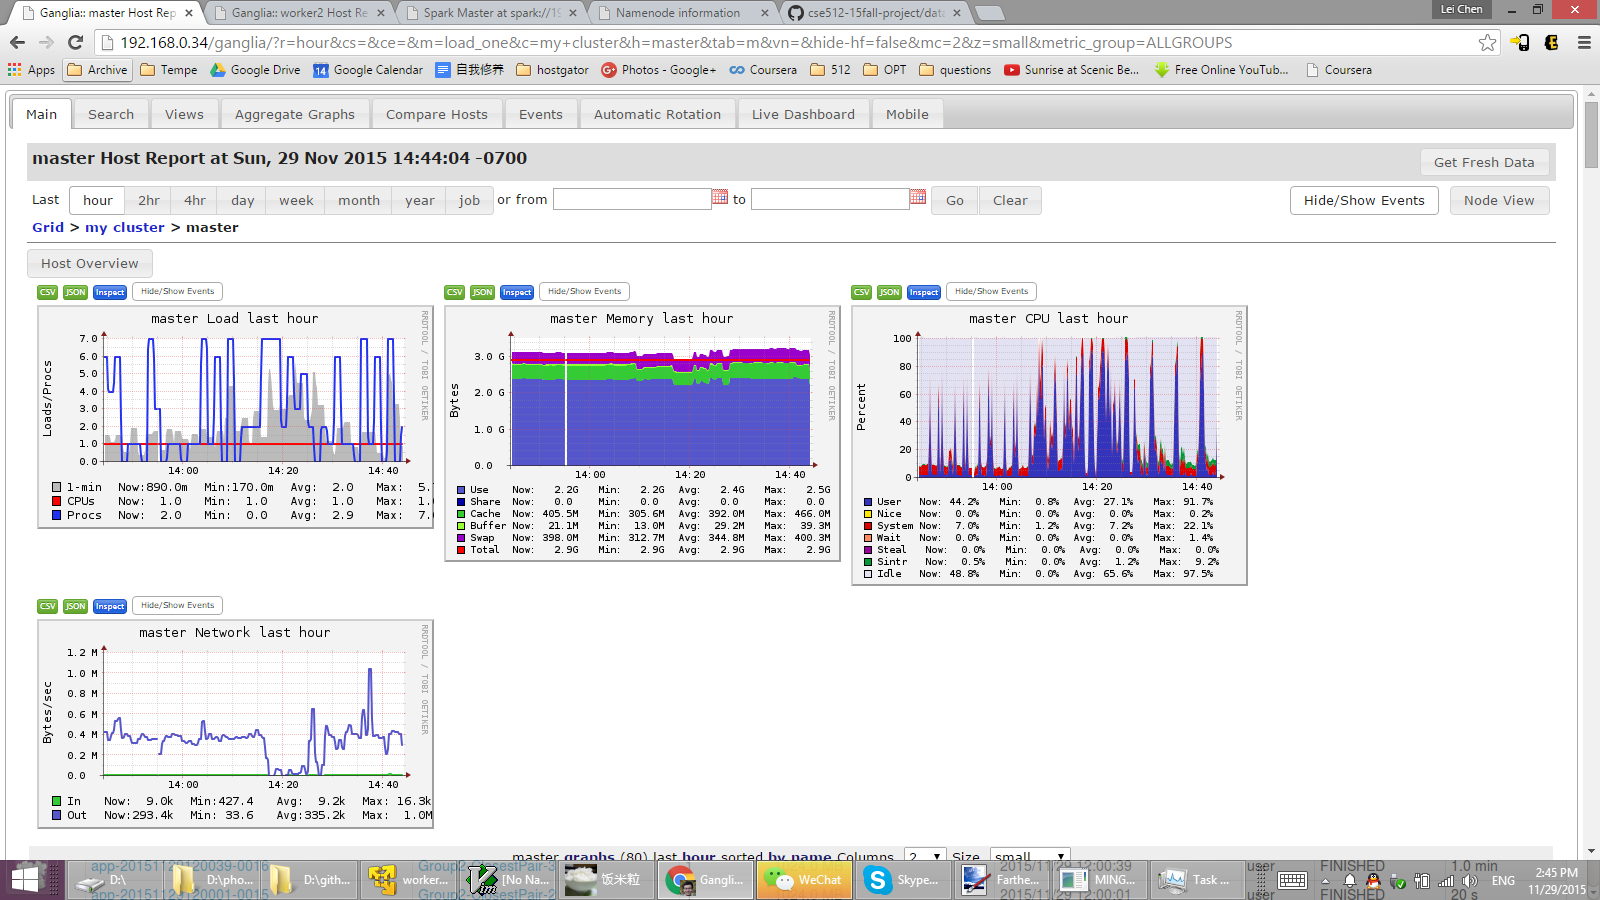 Ganglia:: master Host Rep
Ganglia:: worker2 Host Re
Spark Master at spark://19
Namenode information
cse512-15fall-project/data
Lei Chen
192.168.0.34/ganglia/?r=hour&cs=&ce=&m=load_one&c=my+cluster&h=master&tab=m&vn=&hide-hf=false&mc=2&z=small&metric_group=ALLGROUPS
Apps Archive Tempe Google Drive Google Calendar 自我修养 hostgator Photos - Google+ Coursera 512 OPT questions Sunrise at Scenic Be... Free Online YouTub... Coursera
Main Search Views Aggregate Graphs Compare Hosts Events Automatic Rotation Live Dashboard Mobile
master Host Report at Sun, 29 Nov 2015 14:44:04 -0700
Get Fresh Data
Last hour 2hr 4hr day week month year job or from to Go Clear
Hide/Show Events Node View
Grid > my cluster > master
Host Overview
CSV JSON Inspect Hide/Show Events
master Load last hour
RRDTOOL / TOBI OETIKER
Loads/Procs
7.0
6.0
5.0
4.0
3.0
2.0
1.0
0.0
14:00 14:20 14:40
1-min Now:890.0m Min:170.0m Avg: 2.0 Max: 5.
CPUs Now: 1.0 Min: 1.0 Avg: 1.0 Max: 1.
Procs Now: 2.0 Min: 0.0 Avg: 2.9 Max: 7.
CSV JSON Inspect Hide/Show Events
master Memory last hour
RRDTOOL / TOBI OETIKER
Bytes
3.0 G
2.0 G
1.0 G
0.0
14:00 14:20 14:40
Use Now: 2.2G Min: 2.2G Avg: 2.4G Max: 2.5G
Share Now: 0.0 Min: 0.0 Avg: 0.0 Max: 0.0
Cache Now: 405.5M Min: 305.6M Avg: 392.0M Max: 466.0M
Buffer Now: 21.1M Min: 13.0M Avg: 29.2M Max: 39.3M
Swap Now: 398.0M Min: 312.7M Avg: 344.8M Max: 400.3M
Total Now: 2.9G Min: 2.9G Avg: 2.9G Max: 2.9G
CSV JSON Inspect Hide/Show Events
master CPU last hour
RRDTOOL / TOBI OETIKER
Percent
100
80
60
40
20
0
14:00 14:20 14:40
User Now: 44.2% Min: 0.8% Avg: 27.1% Max: 91.7%
Nice Now: 0.0% Min: 0.0% Avg: 0.0% Max: 0.2%
System Now: 7.0% Min: 1.2% Avg: 7.2% Max: 22.1%
Wait Now: 0.0% Min: 0.0% Avg: 0.0% Max: 1.4%
Steal Now: 0.0% Min: 0.0% Avg: 0.0% Max: 0.0%
Sintr Now: 0.5% Min: 0.0% Avg: 1.2% Max: 9.2%
Idle Now: 48.8% Min: 0.0% Avg: 65.6% Max: 97.5%
CSV JSON Inspect Hide/Show Events
master Network last hour
RRDTOOL / TOBI OETIKER
Bytes/sec
1.2 M
1.0 M
0.8 M
0.6 M
0.4 M
0.2 M
0.0
14:00 14:20 14:40
In Now: 9.0k Min:427.4 Avg: 9.2k Max: 16.3k
Out Now:293.4k Min: 33.6 Avg:335.2k Max: 1.0M
master graphs (80) last hour sorted by name Columns 2 Size small
D:\ D:\pho... D:\gith... worker... [No Na... 饭米粒 Gangli... WeChat Skype... Farthe... MING... Task ...
ENG
2:45 PM
11/29/2015
user FINISHED 1.0 min
user FINISHED 20 s